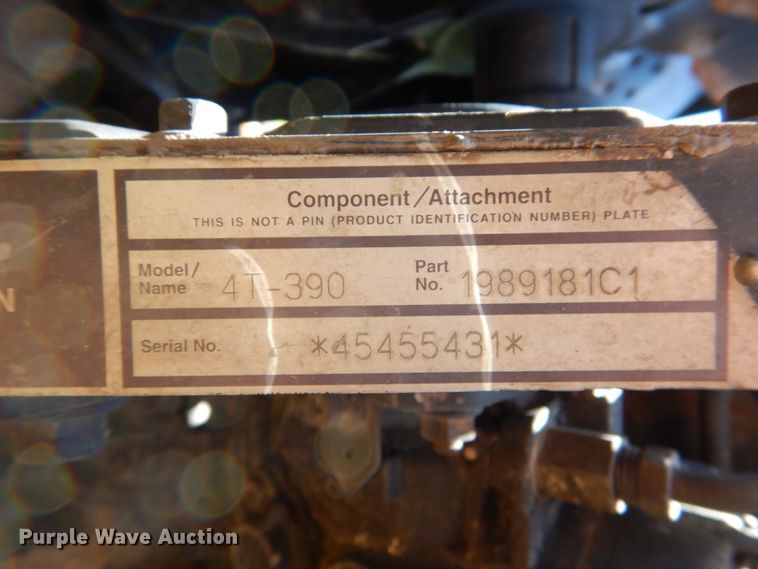 Component/Attachment
THIS IS NOT A PIN (PRODUCT IDENTIFICATION NUMBER) PLATE
Model/ Name 4T-390 Part No. 1989181C1
Serial No. *45455431*
N
Purple Wave Auction